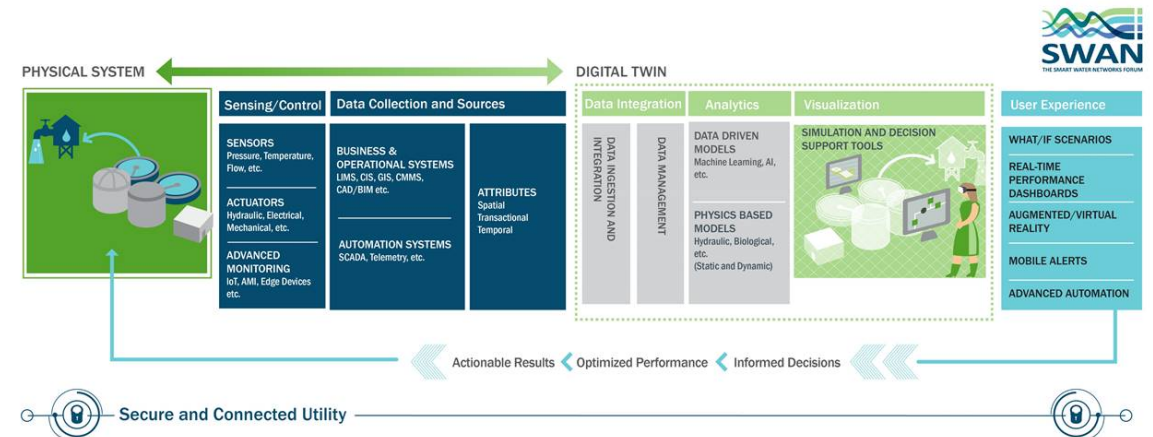 SWAN
THE SMART WATER NETWORKS FORUM
PHYSICAL SYSTEM
DIGITAL TWIN
Sensing/Control
SENSORS
Pressure, Temperature,
Flow, etc.
ACTUATORS
Hydraulic, Electrical,
Mechanical, etc.
ADVANCED
MONITORING
IoT, AMI, Edge Devices
etc.
Data Collection and Sources
BUSINESS &
OPERATIONAL SYSTEMS
LIMS, CIS, GIS, CMMS,
CAD/BIM etc.
AUTOMATION SYSTEMS
SCADA, Telemetry, etc.
ATTRIBUTES
Spatial
Transactional
Temporal
Data Integration
DATA INGESTION AND
INTEGRATION
DATA MANAGEMENT
Analytics
DATA DRIVEN
MODELS
Machine Learning, AI,
etc.
PHYSICS BASED
MODELS
Hydraulic, Biological,
etc.
(Static and Dynamic)
Visualization
SIMULATION AND DECISION
SUPPORT TOOLS
User Experience
WHAT/IF SCENARIOS
REAL-TIME
PERFORMANCE
DASHBOARDS
AUGMENTED/VIRTUAL
REALITY
MOBILE ALERTS
ADVANCED AUTOMATION
Actionable Results Optimized Performance Informed Decisions
Secure and Connected Utility